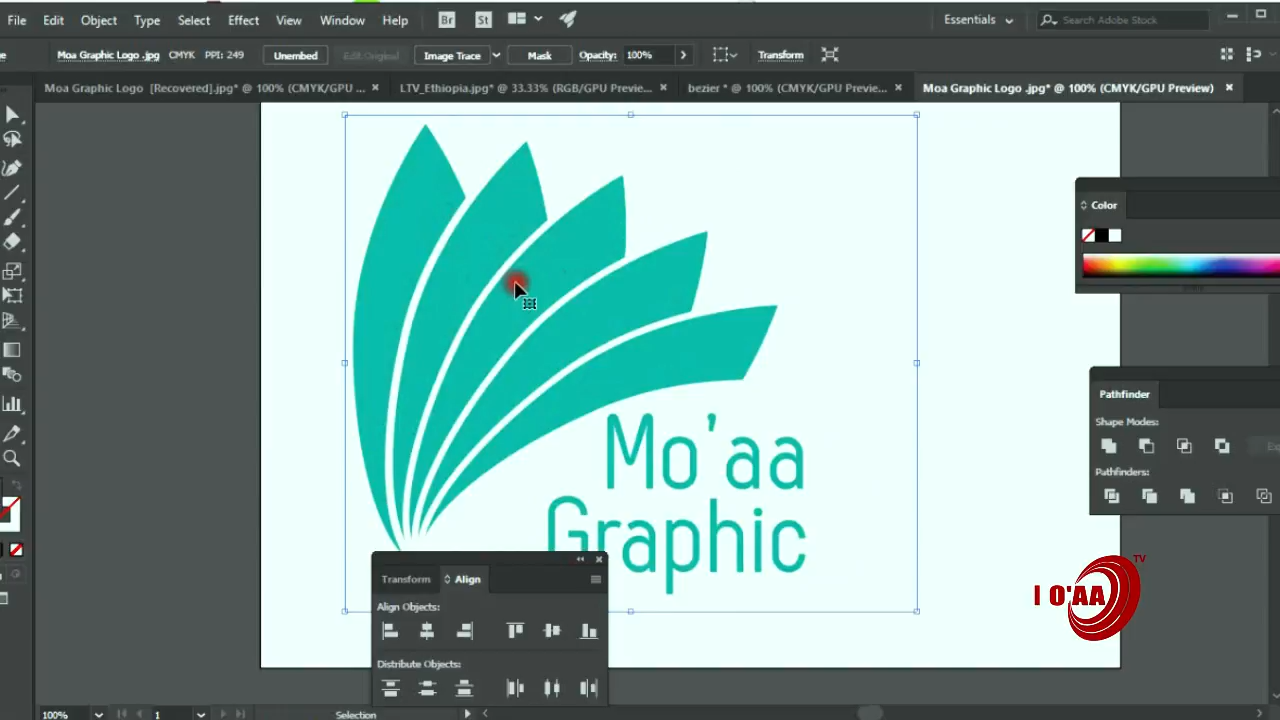 File Edit Object Type Select Effect View Window Help Br St Essentials Search Adobe Stock
Moa Graphic Logo .jpg CMYK PPI: 249 Unembed Edit Original Image Trace Mask Opacity: 100% Transform
Moa Graphic Logo [Recovered].jpg* @ 100% (CMYK/GPU ... LTV_Ethiopia.jpg* @ 33.33% (RGB/GPU Previe... bezier * @ 100% (CMYK/GPU Previe... Moa Graphic Logo .jpg* @ 100% (CMYK/GPU Preview)
Color
Pathfinder
Shape Modes:
Pathfinders:
Mo'aa
Graphic
Transform Align
Align Objects:
Distribute Objects:
I O'AA TV
100% 1 Selection